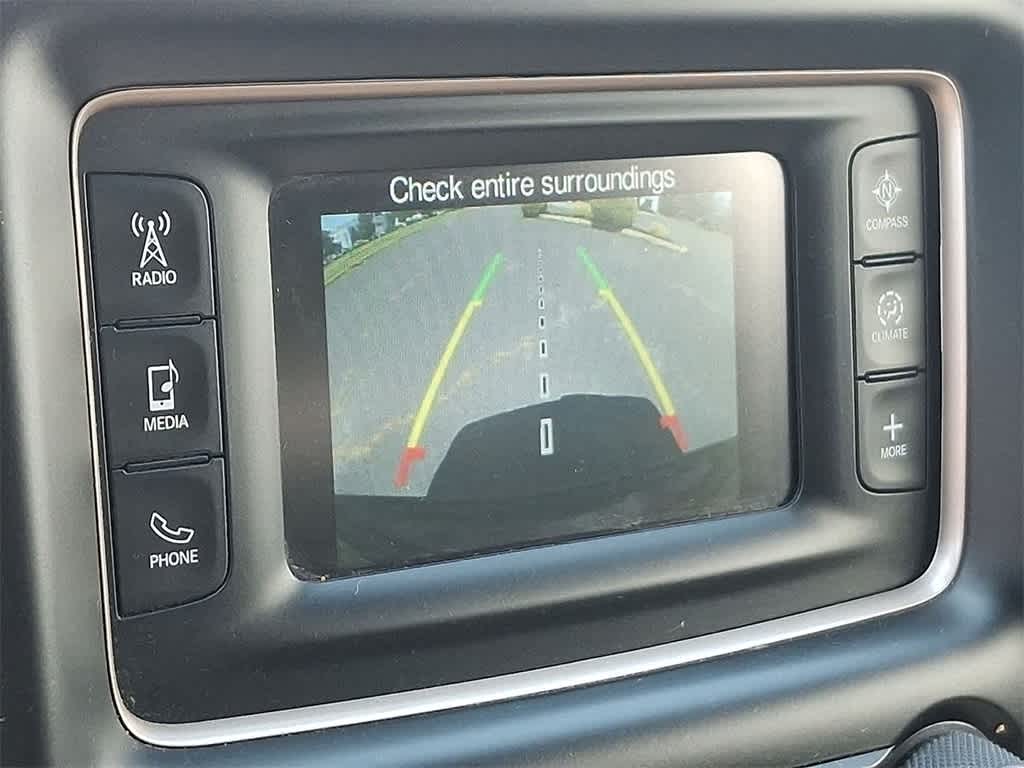 Check entire surroundings
RADIO
MEDIA
PHONE
N
COMPASS
CLIMATE
MORE